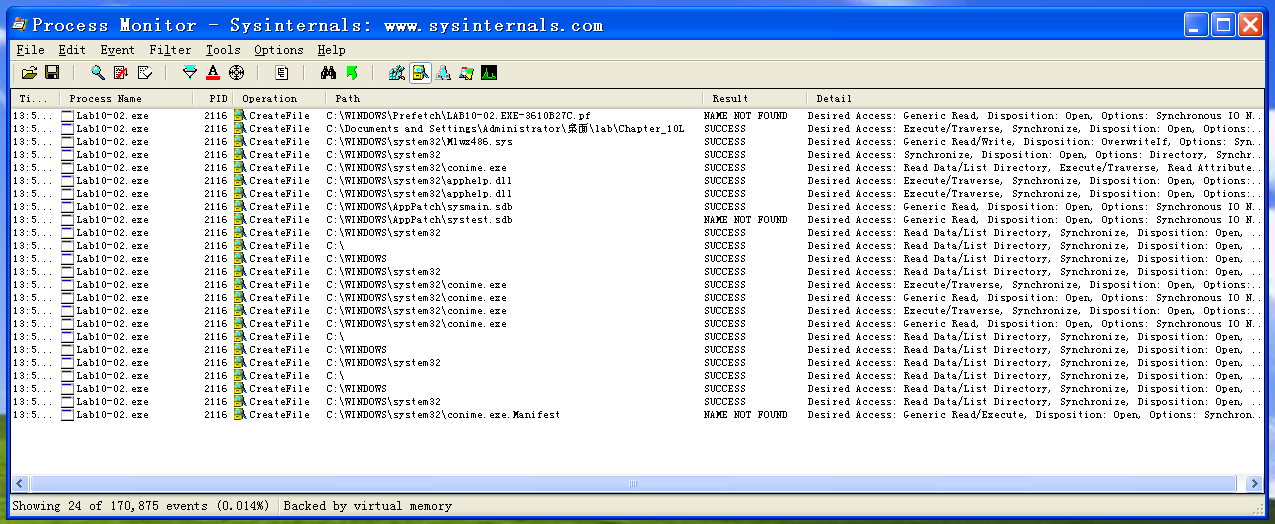 Process Monitor - Sysinternals: www.sysinternals.com
File Edit Event Filter Tools Options Help
Ti... Process Name PID Operation Path Result Detail
13:5... Lab10-02.exe 2116 CreateFile C:\WINDOWS\Prefetch\LAB10-02.EXE-3610B27C.pf NAME NOT FOUND Desired Access: Generic Read, Disposition: Open, Options: Synchronous IO N...
13:5... Lab10-02.exe 2116 CreateFile C:\Documents and Settings\Administrator\桌面\lab\Chapter_10L SUCCESS Desired Access: Execute/Traverse, Synchronize, Disposition: Open, Options:...
13:5... Lab10-02.exe 2116 CreateFile C:\WINDOWS\system32\Mlwx486.sys SUCCESS Desired Access: Generic Read/Write, Disposition: OverwriteIf, Options: Syn...
13:5... Lab10-02.exe 2116 CreateFile C:\WINDOWS\system32 SUCCESS Desired Access: Synchronize, Disposition: Open, Options: Directory, Synchr...
13:5... Lab10-02.exe 2116 CreateFile C:\WINDOWS\system32\conime.exe SUCCESS Desired Access: Read Data/List Directory, Execute/Traverse, Read Attribute...
13:5... Lab10-02.exe 2116 CreateFile C:\WINDOWS\system32\apphelp.dll SUCCESS Desired Access: Execute/Traverse, Synchronize, Disposition: Open, Options:...
13:5... Lab10-02.exe 2116 CreateFile C:\WINDOWS\system32\apphelp.dll SUCCESS Desired Access: Execute/Traverse, Synchronize, Disposition: Open, Options:...
13:5... Lab10-02.exe 2116 CreateFile C:\WINDOWS\AppPatch\sysmain.sdb SUCCESS Desired Access: Generic Read, Disposition: Open, Options: Synchronous IO N...
13:5... Lab10-02.exe 2116 CreateFile C:\WINDOWS\AppPatch\systest.sdb NAME NOT FOUND Desired Access: Generic Read, Disposition: Open, Options: Synchronous IO N...
13:5... Lab10-02.exe 2116 CreateFile C:\WINDOWS\system32 SUCCESS Desired Access: Read Data/List Directory, Synchronize, Disposition: Open, ...
13:5... Lab10-02.exe 2116 CreateFile C:\ SUCCESS Desired Access: Read Data/List Directory, Synchronize, Disposition: Open, ...
13:5... Lab10-02.exe 2116 CreateFile C:\WINDOWS SUCCESS Desired Access: Read Data/List Directory, Synchronize, Disposition: Open, ...
13:5... Lab10-02.exe 2116 CreateFile C:\WINDOWS\system32 SUCCESS Desired Access: Read Data/List Directory, Synchronize, Disposition: Open, ...
13:5... Lab10-02.exe 2116 CreateFile C:\WINDOWS\system32\conime.exe SUCCESS Desired Access: Execute/Traverse, Synchronize, Disposition: Open, Options:...
13:5... Lab10-02.exe 2116 CreateFile C:\WINDOWS\system32\conime.exe SUCCESS Desired Access: Generic Read, Disposition: Open, Options: Synchronous IO N...
13:5... Lab10-02.exe 2116 CreateFile C:\WINDOWS\system32\conime.exe SUCCESS Desired Access: Execute/Traverse, Synchronize, Disposition: Open, Options:...
13:5... Lab10-02.exe 2116 CreateFile C:\WINDOWS\system32\conime.exe SUCCESS Desired Access: Generic Read, Disposition: Open, Options: Synchronous IO N...
13:5... Lab10-02.exe 2116 CreateFile C:\ SUCCESS Desired Access: Read Data/List Directory, Synchronize, Disposition: Open, ...
13:5... Lab10-02.exe 2116 CreateFile C:\WINDOWS SUCCESS Desired Access: Read Data/List Directory, Synchronize, Disposition: Open, ...
13:5... Lab10-02.exe 2116 CreateFile C:\WINDOWS\system32 SUCCESS Desired Access: Read Data/List Directory, Synchronize, Disposition: Open, ...
13:5... Lab10-02.exe 2116 CreateFile C:\ SUCCESS Desired Access: Read Data/List Directory, Synchronize, Disposition: Open, ...
13:5... Lab10-02.exe 2116 CreateFile C:\WINDOWS SUCCESS Desired Access: Read Data/List Directory, Synchronize, Disposition: Open, ...
13:5... Lab10-02.exe 2116 CreateFile C:\WINDOWS\system32 SUCCESS Desired Access: Read Data/List Directory, Synchronize, Disposition: Open, ...
13:5... Lab10-02.exe 2116 CreateFile C:\WINDOWS\system32\conime.exe.Manifest NAME NOT FOUND Desired Access: Generic Read/Execute, Disposition: Open, Options: Synchron...
Showing 24 of 170,875 events (0.014%) Backed by virtual memory